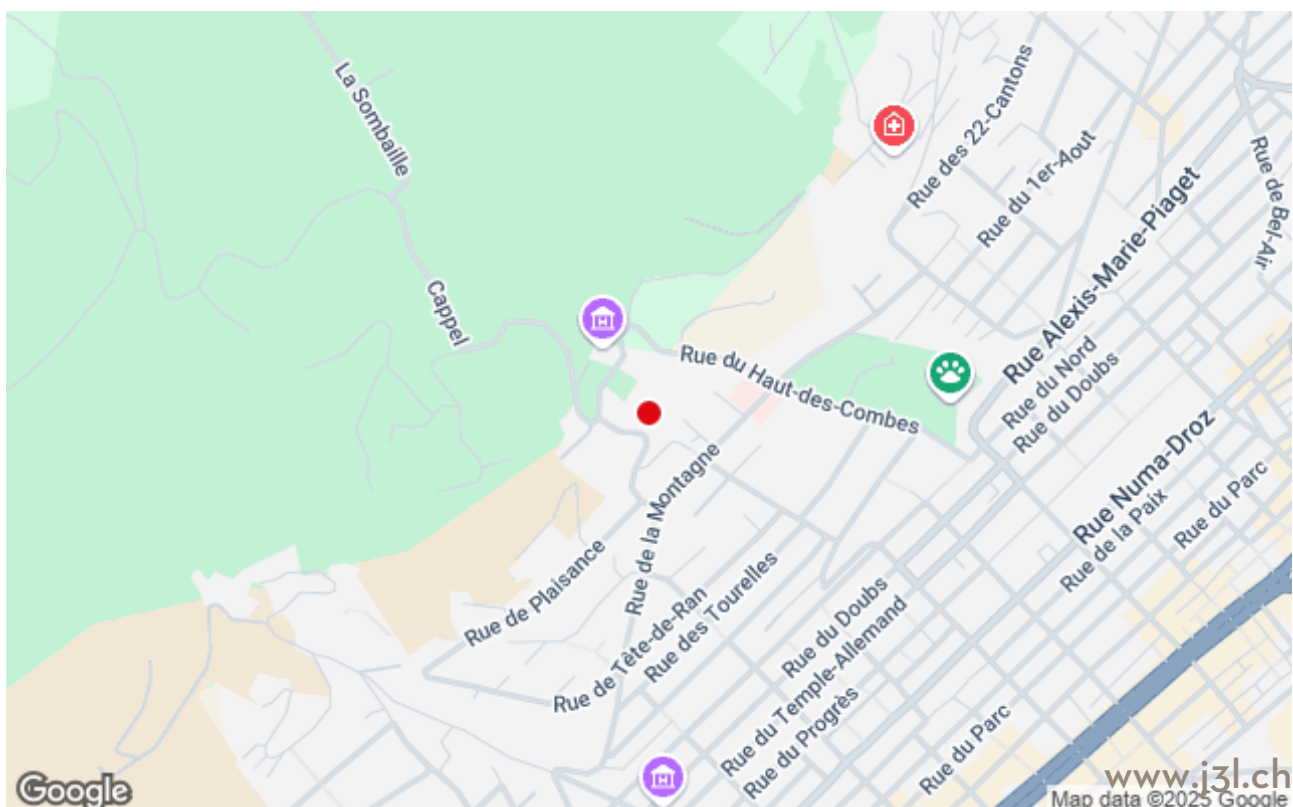 La Sombaille
Rue des 22-Cantons
Rue du 1er-Aout
Rue de Bel-Air
Rue Alexis-Marie-Piaget
Cappel
Rue du Haut-des-Combes
Rue du Nord
Rue du Doubs
Rue Numa-Droz
Rue de la Montagne
Rue du Parc
Rue de la Paix
Rue de Plaisance
Rue des Tourelles
Rue de Tête-de-Ran
Rue du Doubs
Rue du Temple-Allemand
Rue du Progrès
Rue du Parc
H
H
Google
www.j3l.ch
Map data ©2025 Google